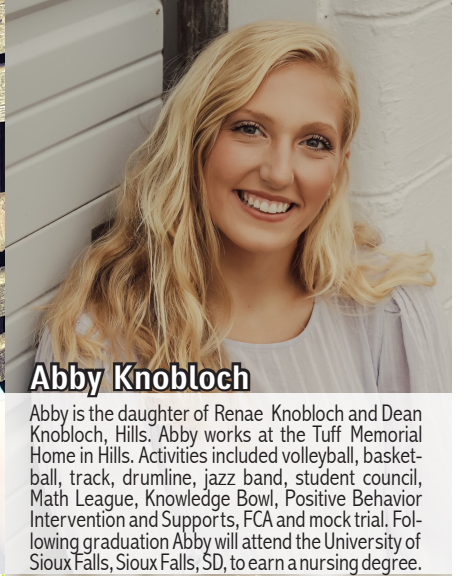 Abby Knobloch
Abby is the daughter of Renae Knobloch and Dean
Knobloch, Hills. Abby works at the Tuff Memorial
Home in Hills. Activities included volleyball, basket-
ball, track, drumline, jazz band, student council,
Math League, Knowledge Bowl, Positive Behavior
Intervention and Supports, FCA and mock trial. Fol-
lowing graduation Abby will attend the University of
Sioux Falls, Sioux Falls, SD, to earn a nursing degree.